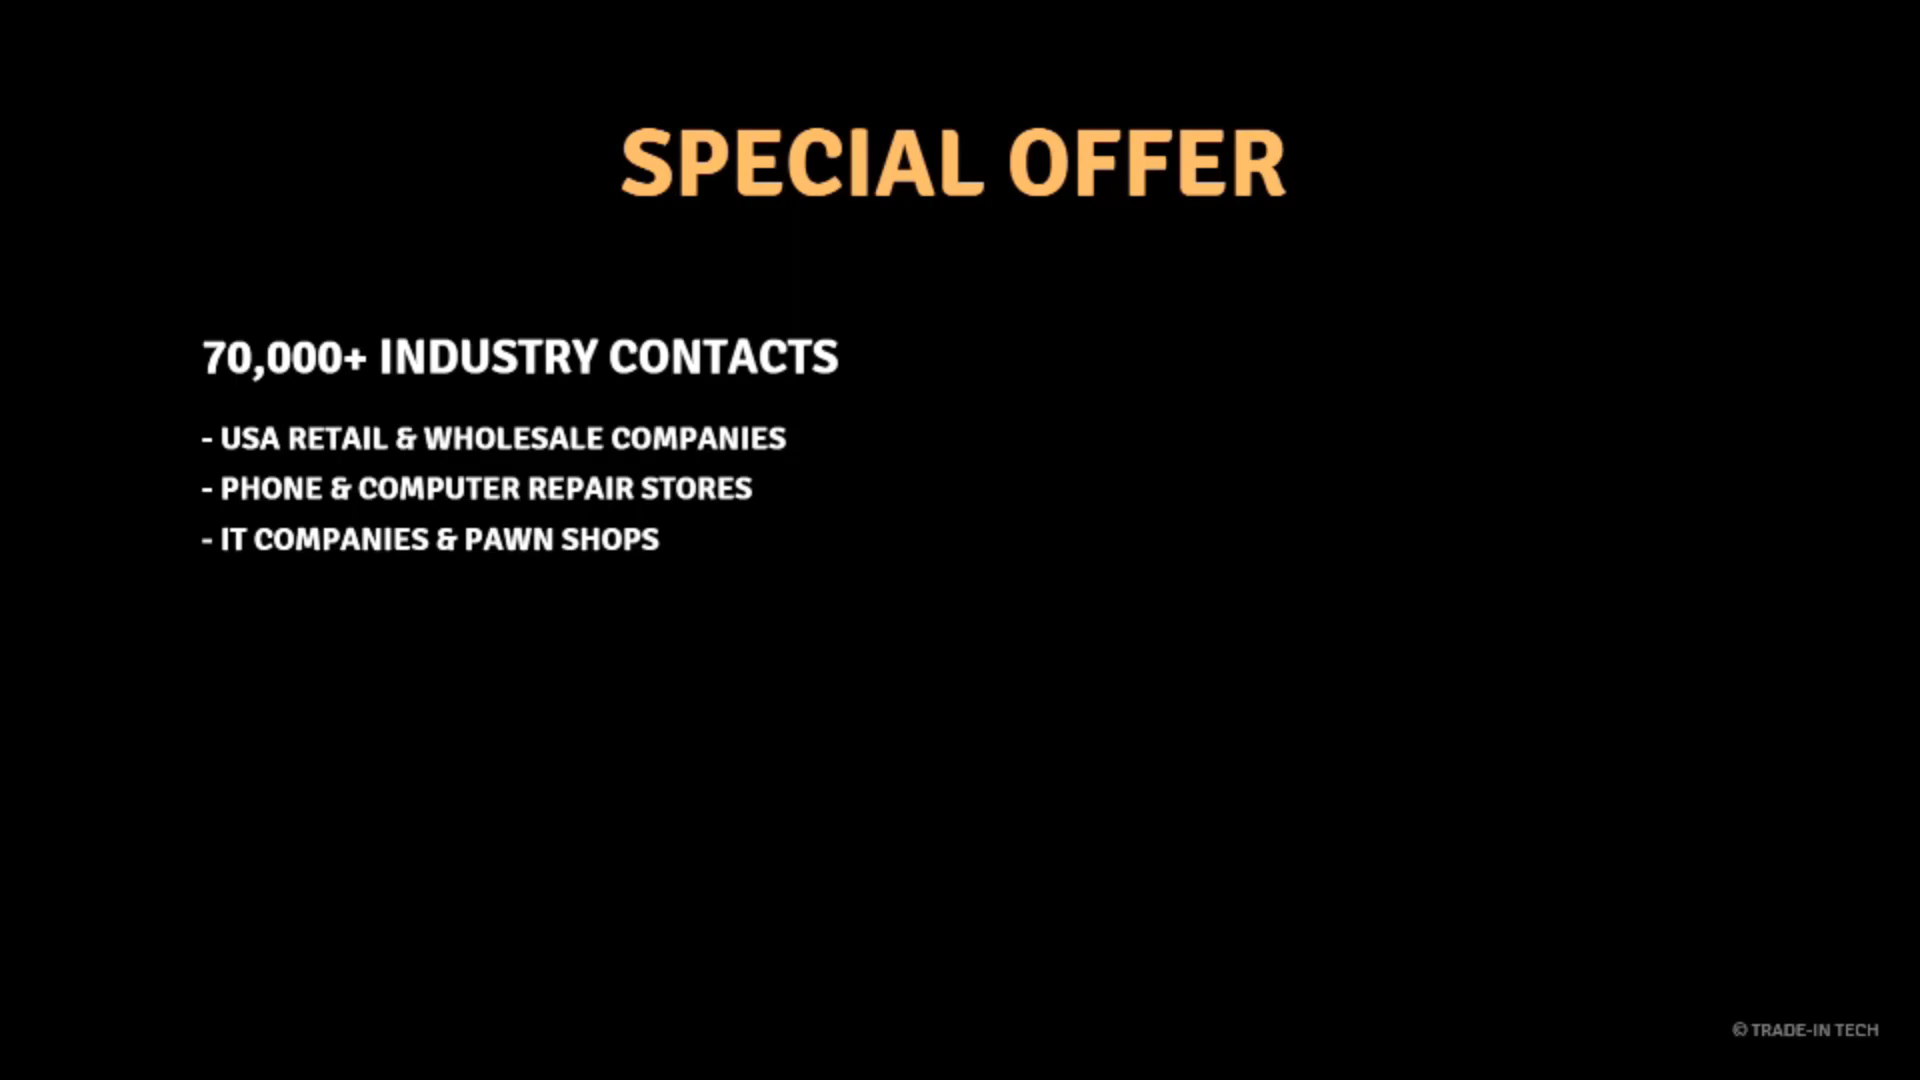 SPECIAL OFFER
70,000+ INDUSTRY CONTACTS
- USA RETAIL & WHOLESALE COMPANIES
- PHONE & COMPUTER REPAIR STORES
- IT COMPANIES & PAWN SHOPS
© TRADE-IN TECH